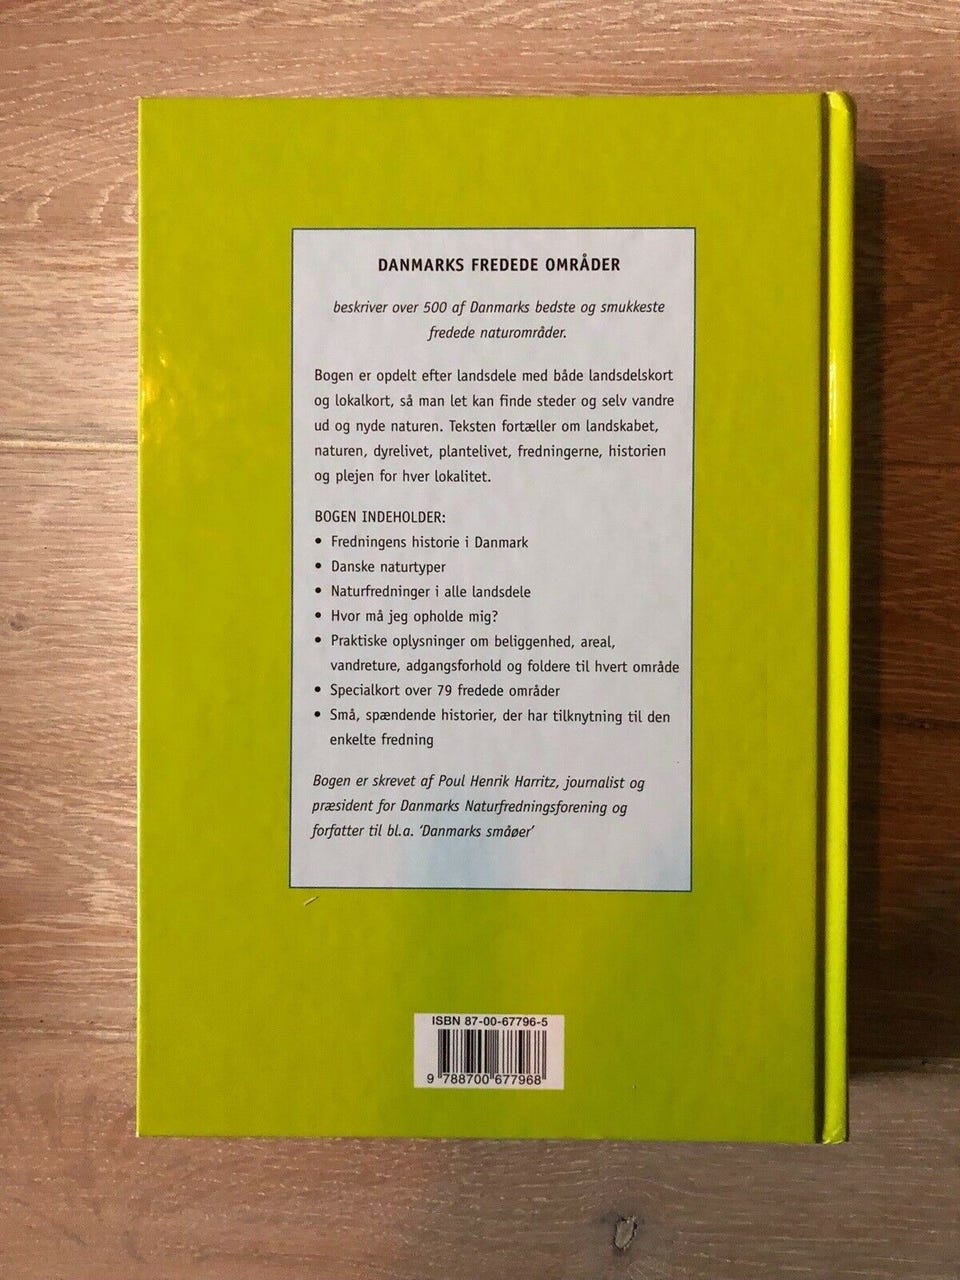 DANMARKS FREDEDE OMRÅDER
beskriver over 500 af Danmarks bedste og smukkeste
fredede naturområder.
Bogen er opdelt efter landsdele med både landsdelskort
og lokalkort, så man let kan finde steder og selv vandre
ud og nyde naturen. Teksten fortæller om landskabet,
naturen, dyrelivet, plantelivet, fredningerne, historien
og plejen for hver lokalitet.
BOGEN INDEHOLDER:
• Fredningens historie i Danmark
• Danske naturtyper
• Naturfredninger i alle landsdele
• Hvor må jeg opholde mig?
• Praktiske oplysninger om beliggenhed, areal,
vandreture, adgangsforhold og foldere til hvert område
• Specialkort over 79 fredede områder
• Små, spændende historier, der har tilknytning til den
enkelte fredning
Bogen er skrevet af Poul Henrik Harritz, journalist og
præsident for Danmarks Naturfredningsforening og
forfatter til bl.a. ‘Danmarks småøer’
ISBN 87-00-67796-5
9 788700 677968